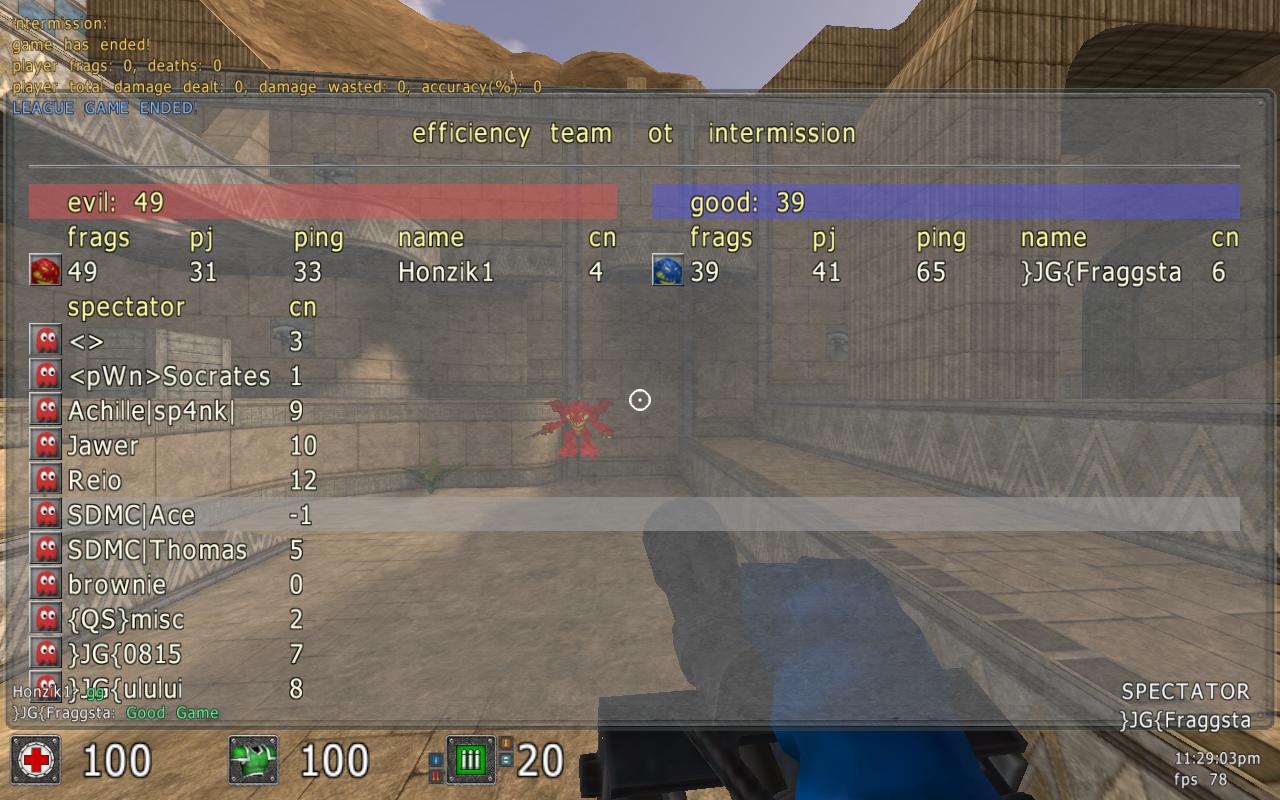 intermission:
game has ended!
player frags: 0, deaths: 0
player total damage dealt: 0, damage wasted: 0, accuracy(%): 0
LEAGUE GAME ENDED!
efficiency team ot intermission
evil: 49 good: 39
frags pj ping name cn frags pj ping name cn
49 31 33 Honzik1 4 39 41 65 }JG{Fraggsta 6
spectator cn
<> 3
<pWn>Socrates 1
Achille|sp4nk| 9
Jawer 10
Reio 12
SDMC|Ace -1
SDMC|Thomas 5
brownie 0
{QS}misc 2
}JG{0815 7
}JG{ulului 8
Honzik1: gg
}JG{Fraggsta: Good Game
SPECTATOR
}JG{Fraggsta
100 100 20
11:29:03pm
fps 78